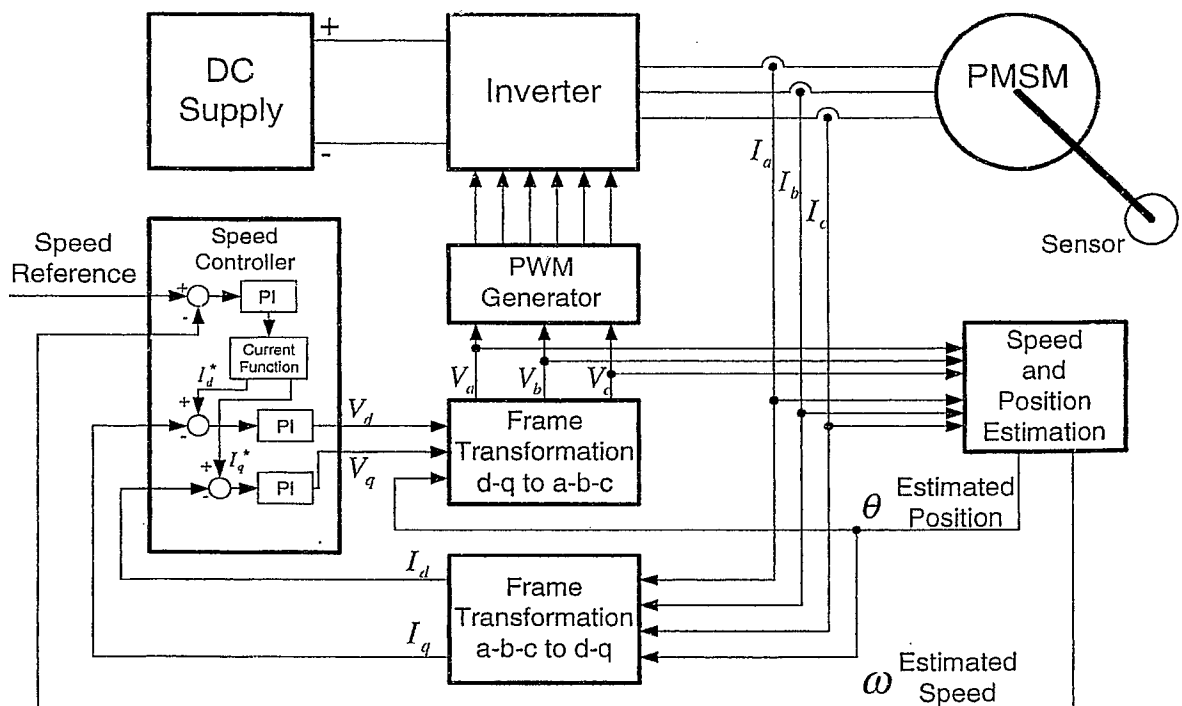 DC
Supply
+
-
Inverter
PMSM
Sensor
I_a
I_b
I_c
Speed
Reference
Speed
Controller
+
-
PI
Current
Function
I_d*
+
-
PI
I_q*
+
-
PI
V_d
V_q
PWM
Generator
V_a
V_b
V_c
Frame
Transformation
d-q to a-b-c
Speed
and
Position
Estimation
θ
Estimated
Position
I_d
I_q
Frame
Transformation
a-b-c to d-q
ω
Estimated
Speed